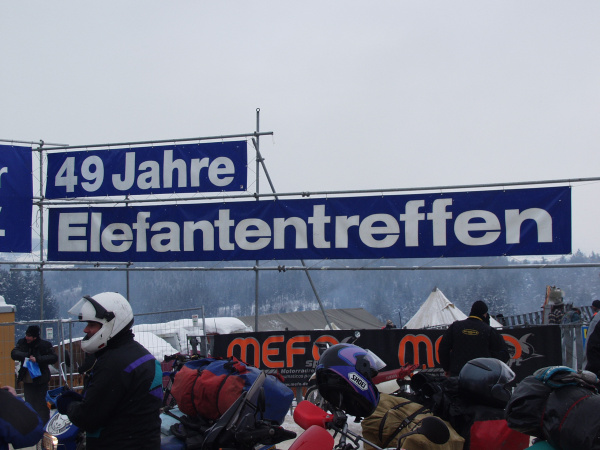 49 Jahre
Elefantentreffen
MEFO
MEFO
SHOEI